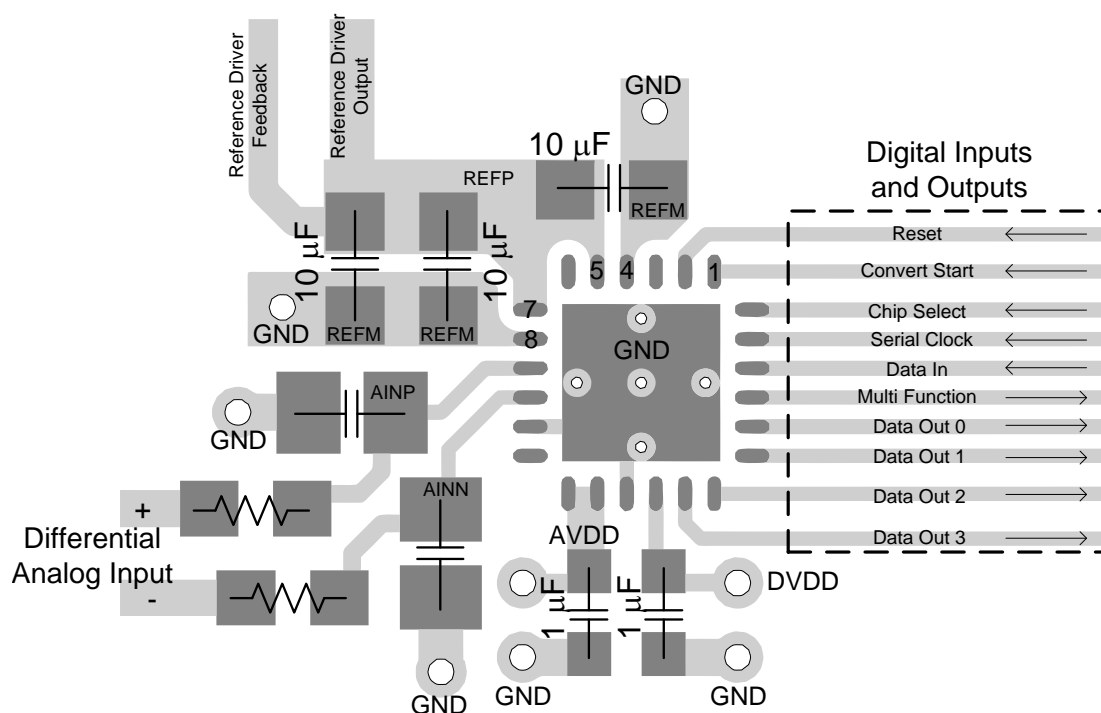 Reference Driver
Feedback
Reference Driver
Output
GND
10 μF
REFP
REFM
Digital Inputs
and Outputs
Reset
Convert Start
Chip Select
Serial Clock
Data In
Multi Function
Data Out 0
Data Out 1
Data Out 2
Data Out 3
5
4
1
7
8
10 μF
10 μF
GND
REFM
REFM
GND
AINP
GND
AINN
+
Differential
Analog Input
-
AVDD
DVDD
1 μF
1 μF
GND
GND
GND